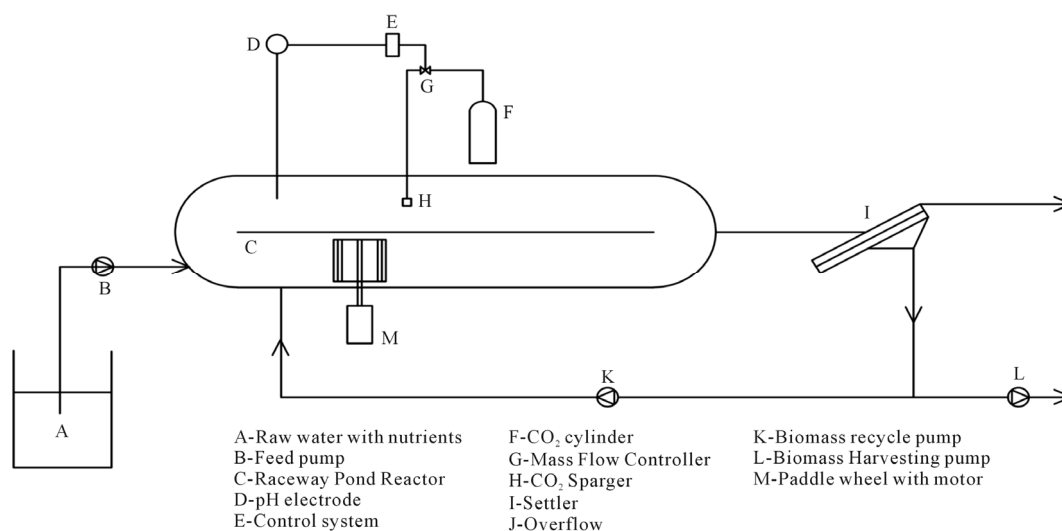 E
D
G
F
H
I
C
B
M
K
L
A
A-Raw water with nutrients
B-Feed pump
C-Raceway Pond Reactor
D-pH electrode
E-Control system
F-CO₂ cylinder
G-Mass Flow Controller
H-CO₂ Sparger
I-Settler
J-Overflow
K-Biomass recycle pump
L-Biomass Harvesting pump
M-Paddle wheel with motor